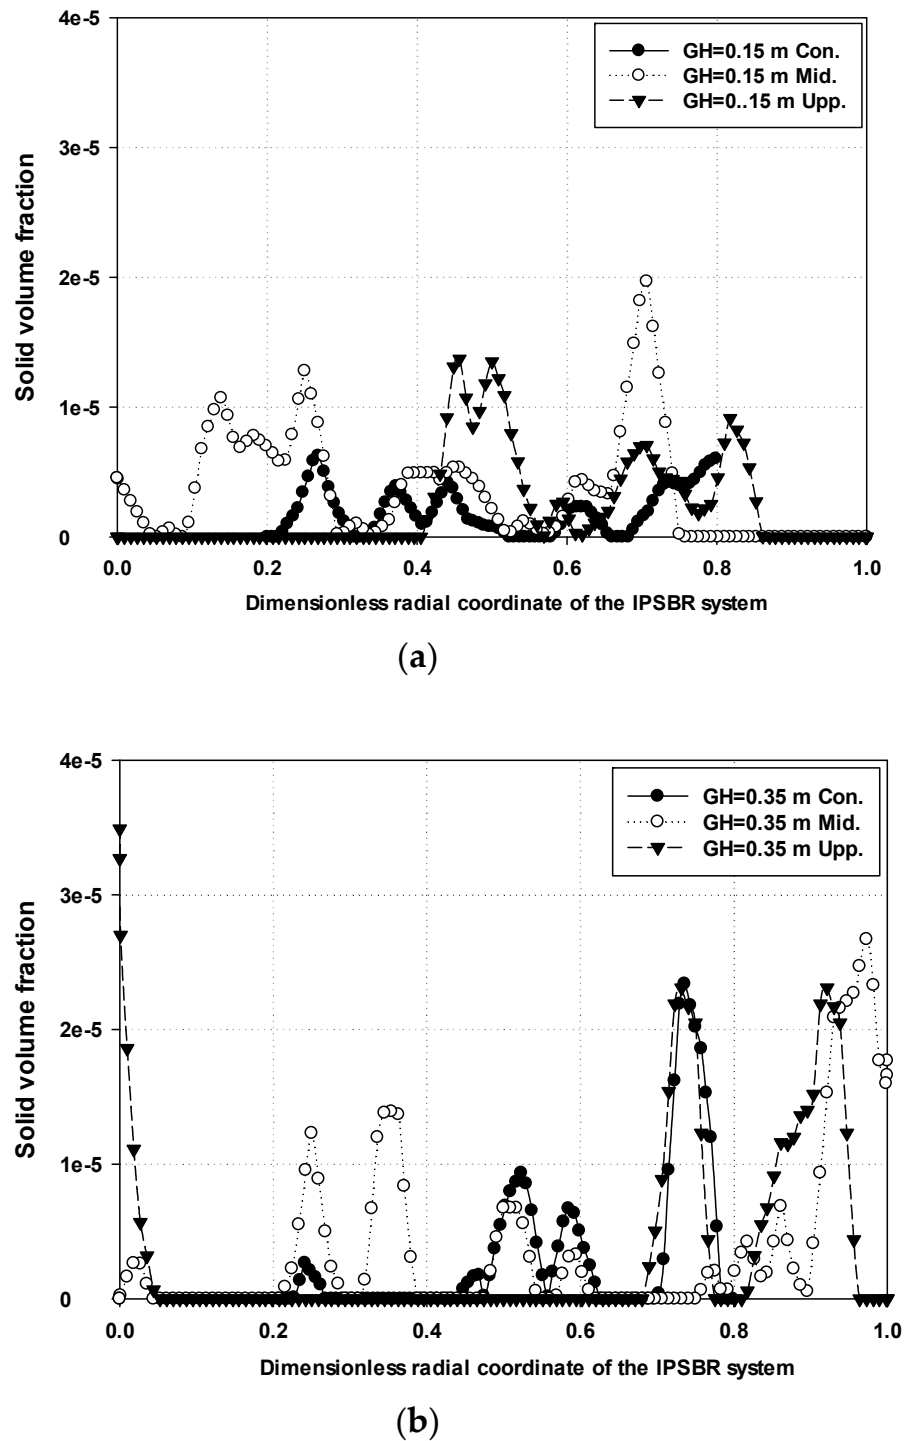 4e-5
GH=0.15 m Con.
GH=0.15 m Mid.
GH=0..15 m Upp.
3e-5
2e-5
1e-5
0
Solid volume fraction
0.0 0.2 0.4 0.6 0.8 1.0
Dimensionless radial coordinate of the IPSBR system
(a)
4e-5
GH=0.35 m Con.
GH=0.35 m Mid.
GH=0.35 m Upp.
3e-5
2e-5
1e-5
0
Solid volume fraction
0.0 0.2 0.4 0.6 0.8 1.0
Dimensionless radial coordinate of the IPSBR system
(b)